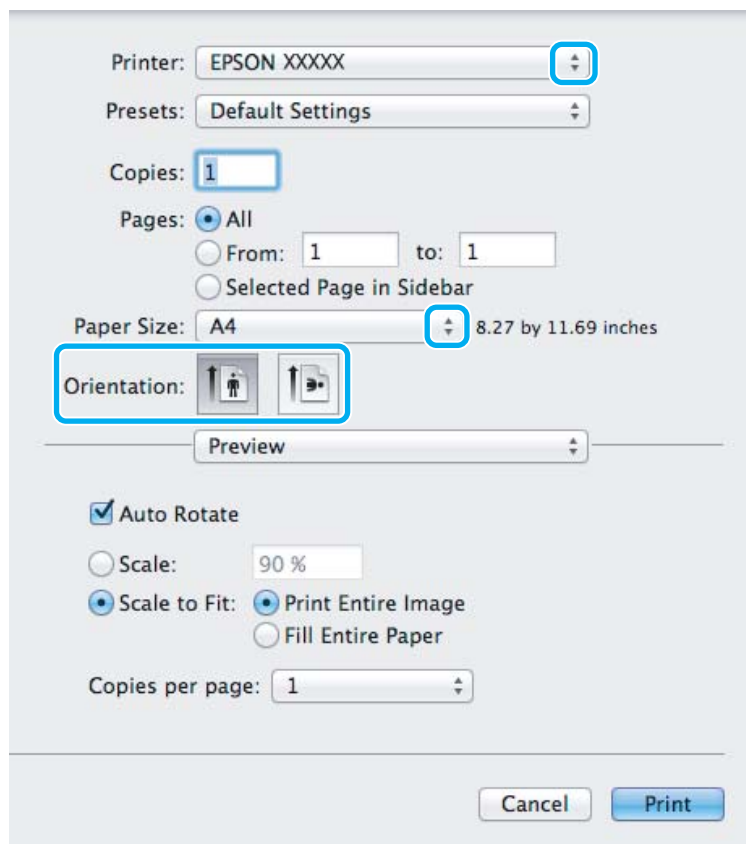 Printer: EPSON XXXXX
Presets: Default Settings
Copies: 1
Pages: All
From: 1 to: 1
Selected Page in Sidebar
Paper Size: A4 8.27 by 11.69 inches
Orientation:
Preview
Auto Rotate
Scale: 90 %
Scale to Fit: Print Entire Image
Fill Entire Paper
Copies per page: 1
Cancel Print